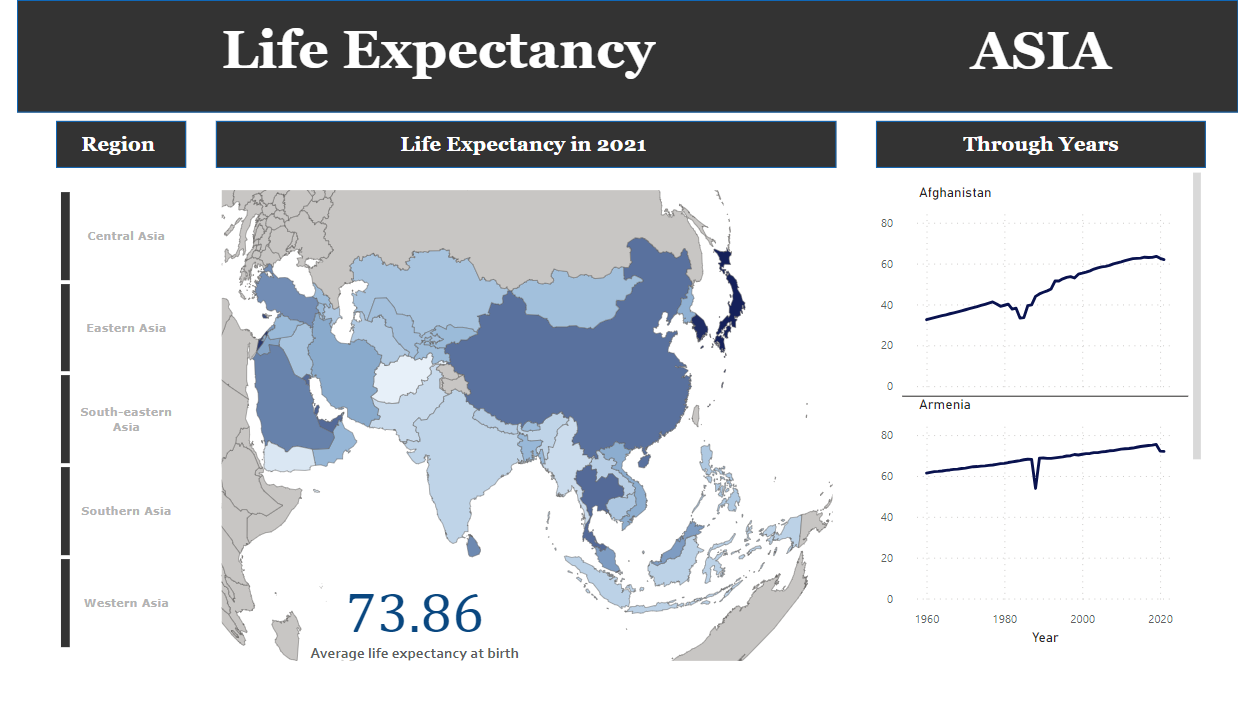 Life Expectancy
ASIA
Region
Life Expectancy in 2021
Through Years
Central Asia
Eastern Asia
South-eastern
Asia
Southern Asia
Western Asia
73.86
Average life expectancy at birth
Afghanistan
80
60
40
20
0
Armenia
80
60
40
20
0
1960
1980
2000
2020
Year